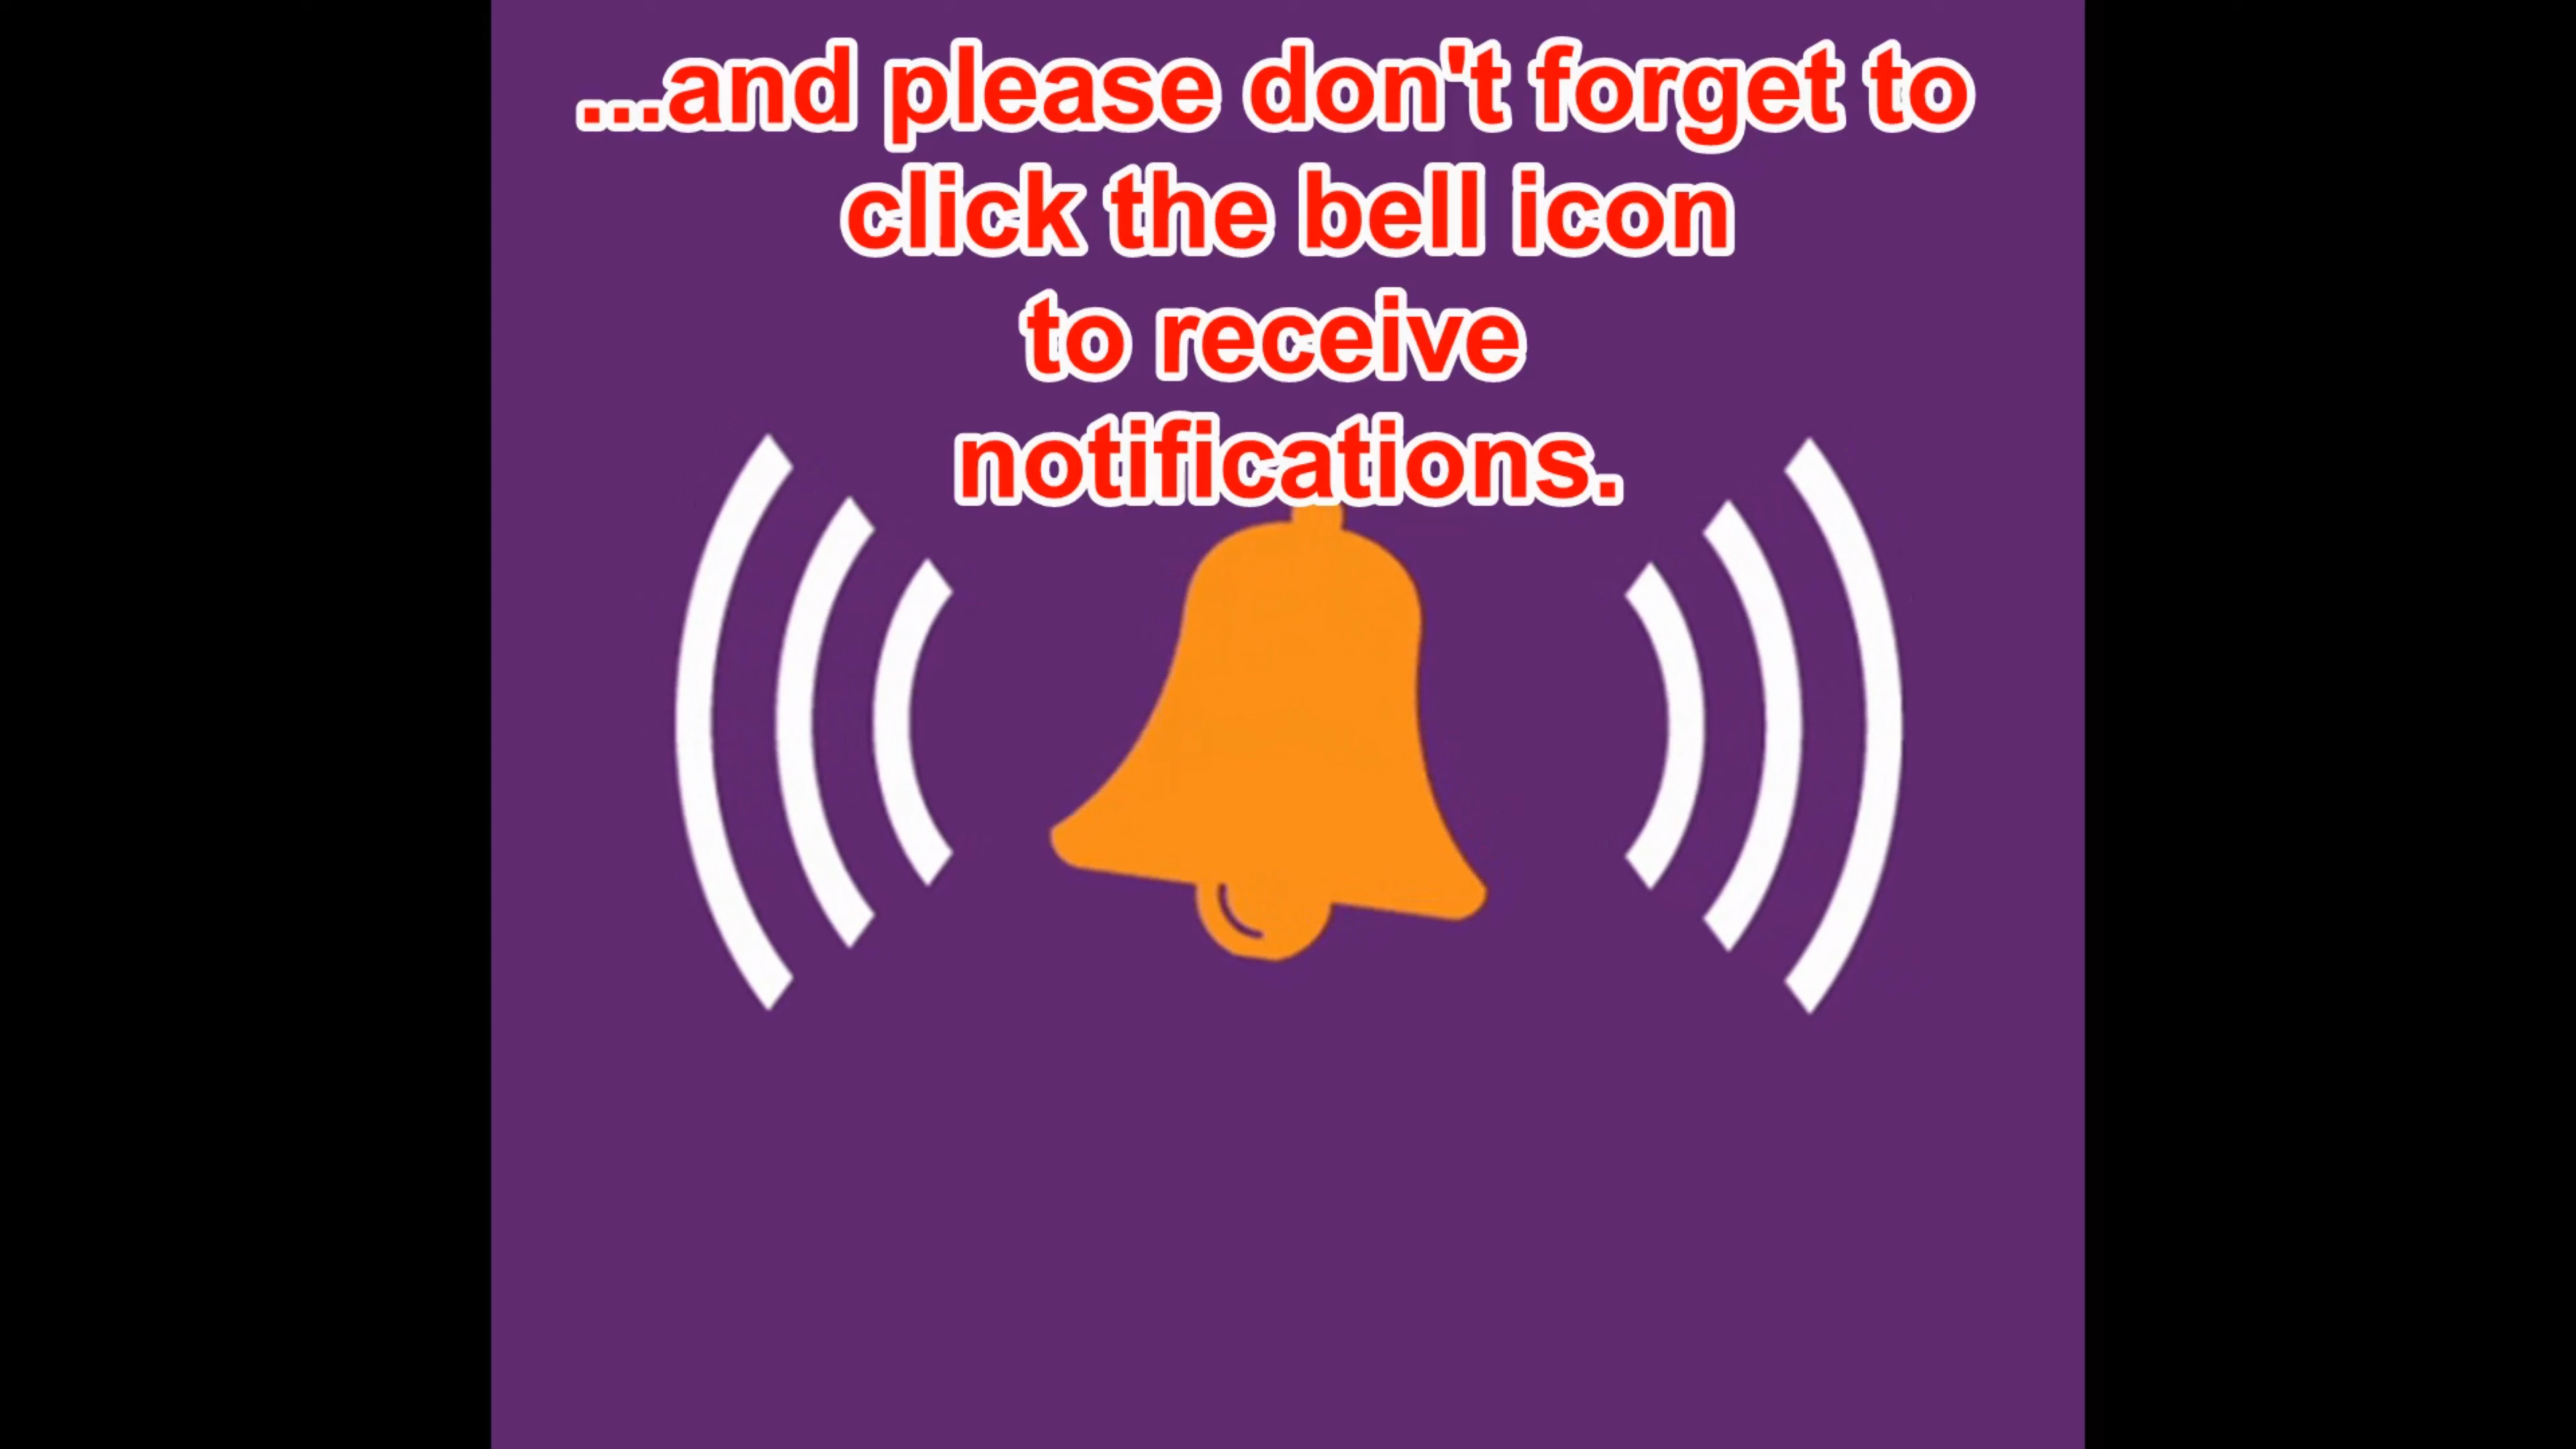 ...and please don't forget to
click the bell icon
to receive
notifications.